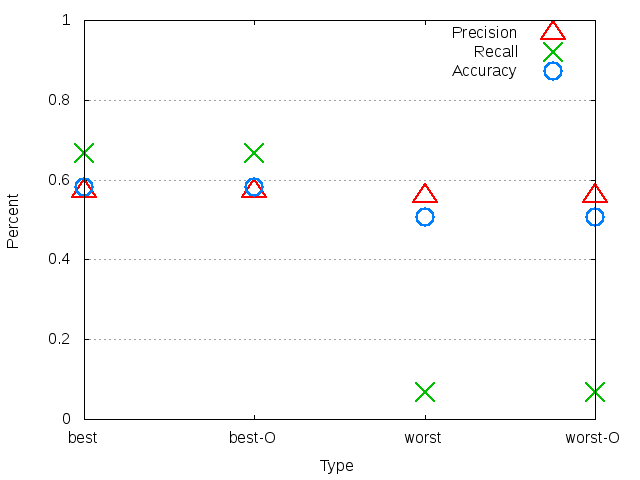 1
0.8
0.6
0.4
0.2
0
Percent
Precision
Recall
Accuracy
best
best-O
worst
worst-O
Type